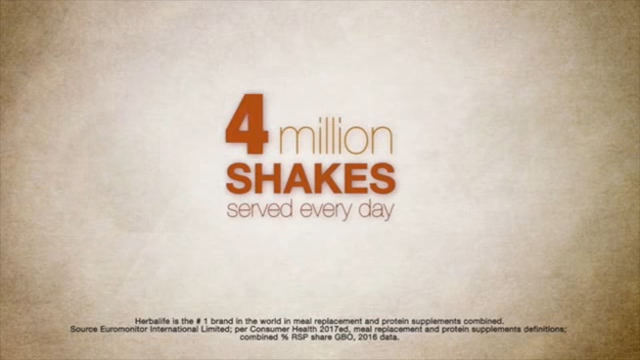 4 million
SHAKES
served every day
Herbalife is the # 1 brand in the world in meal replacement and protein supplements combined.
Source Euromonitor International Limited; per Consumer Health 2017ed, meal replacement and protein supplements definitions;
combined % RSP share GBO, 2016 data.